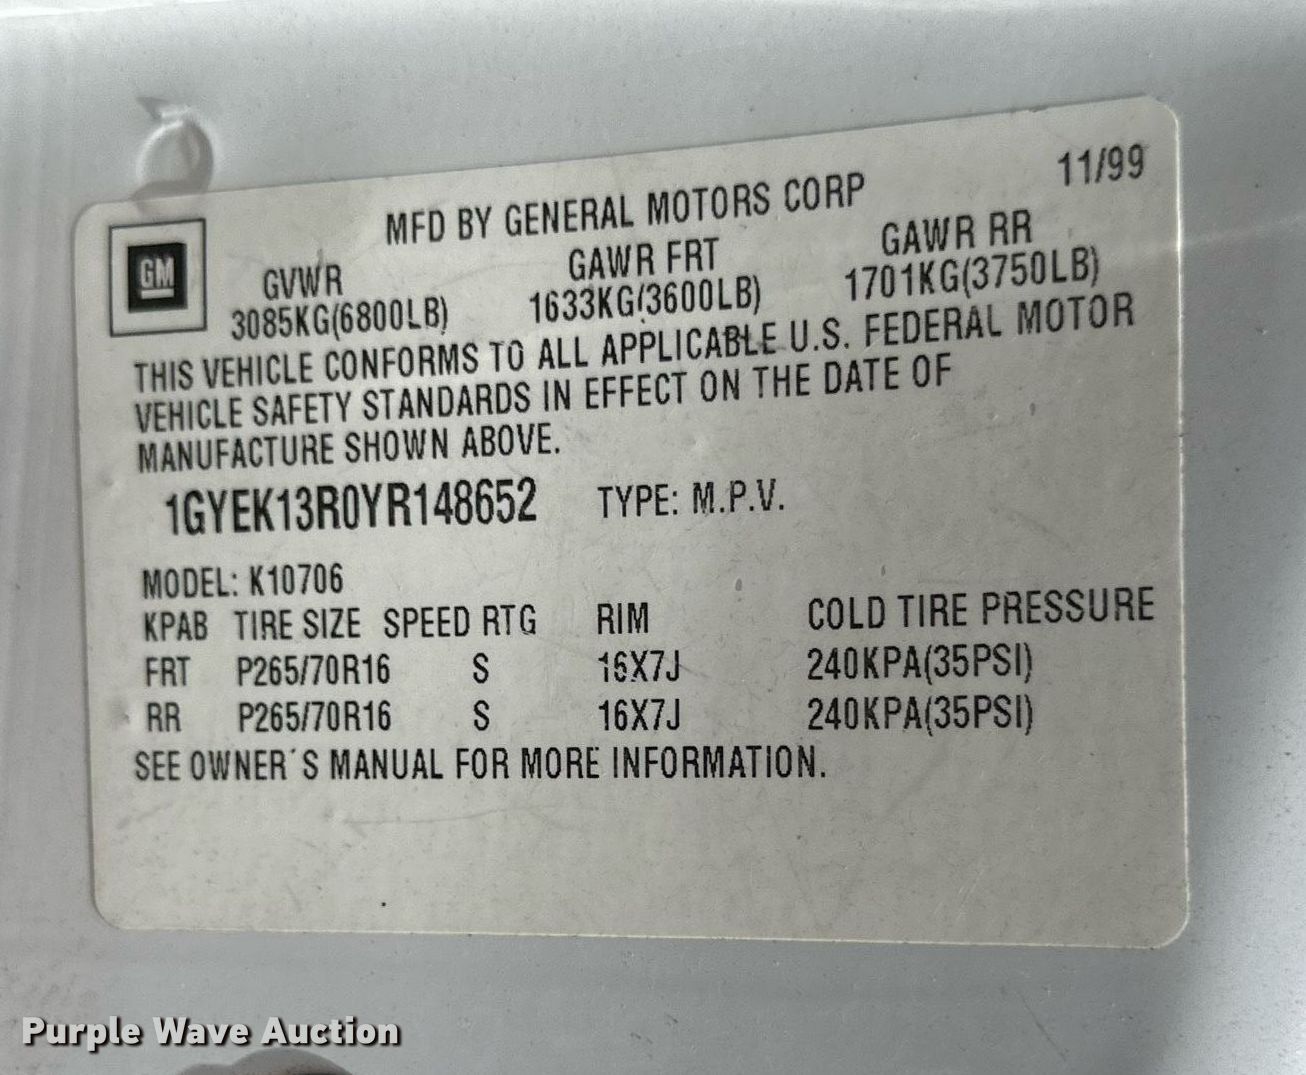 11/99
MFD BY GENERAL MOTORS CORP
GM
GVWR GAWR FRT GAWR RR
3085KG(6800LB) 1633KG(3600LB) 1701KG(3750LB)
THIS VEHICLE CONFORMS TO ALL APPLICABLE U.S. FEDERAL MOTOR
VEHICLE SAFETY STANDARDS IN EFFECT ON THE DATE OF
MANUFACTURE SHOWN ABOVE.
1GYEK13R0YR148652 TYPE: M.P.V.
MODEL: K10706
KPAB TIRE SIZE SPEED RTG RIM COLD TIRE PRESSURE
FRT P265/70R16 S 16X7J 240KPA(35PSI)
RR P265/70R16 S 16X7J 240KPA(35PSI)
SEE OWNER´S MANUAL FOR MORE INFORMATION.
Purple Wave Auction